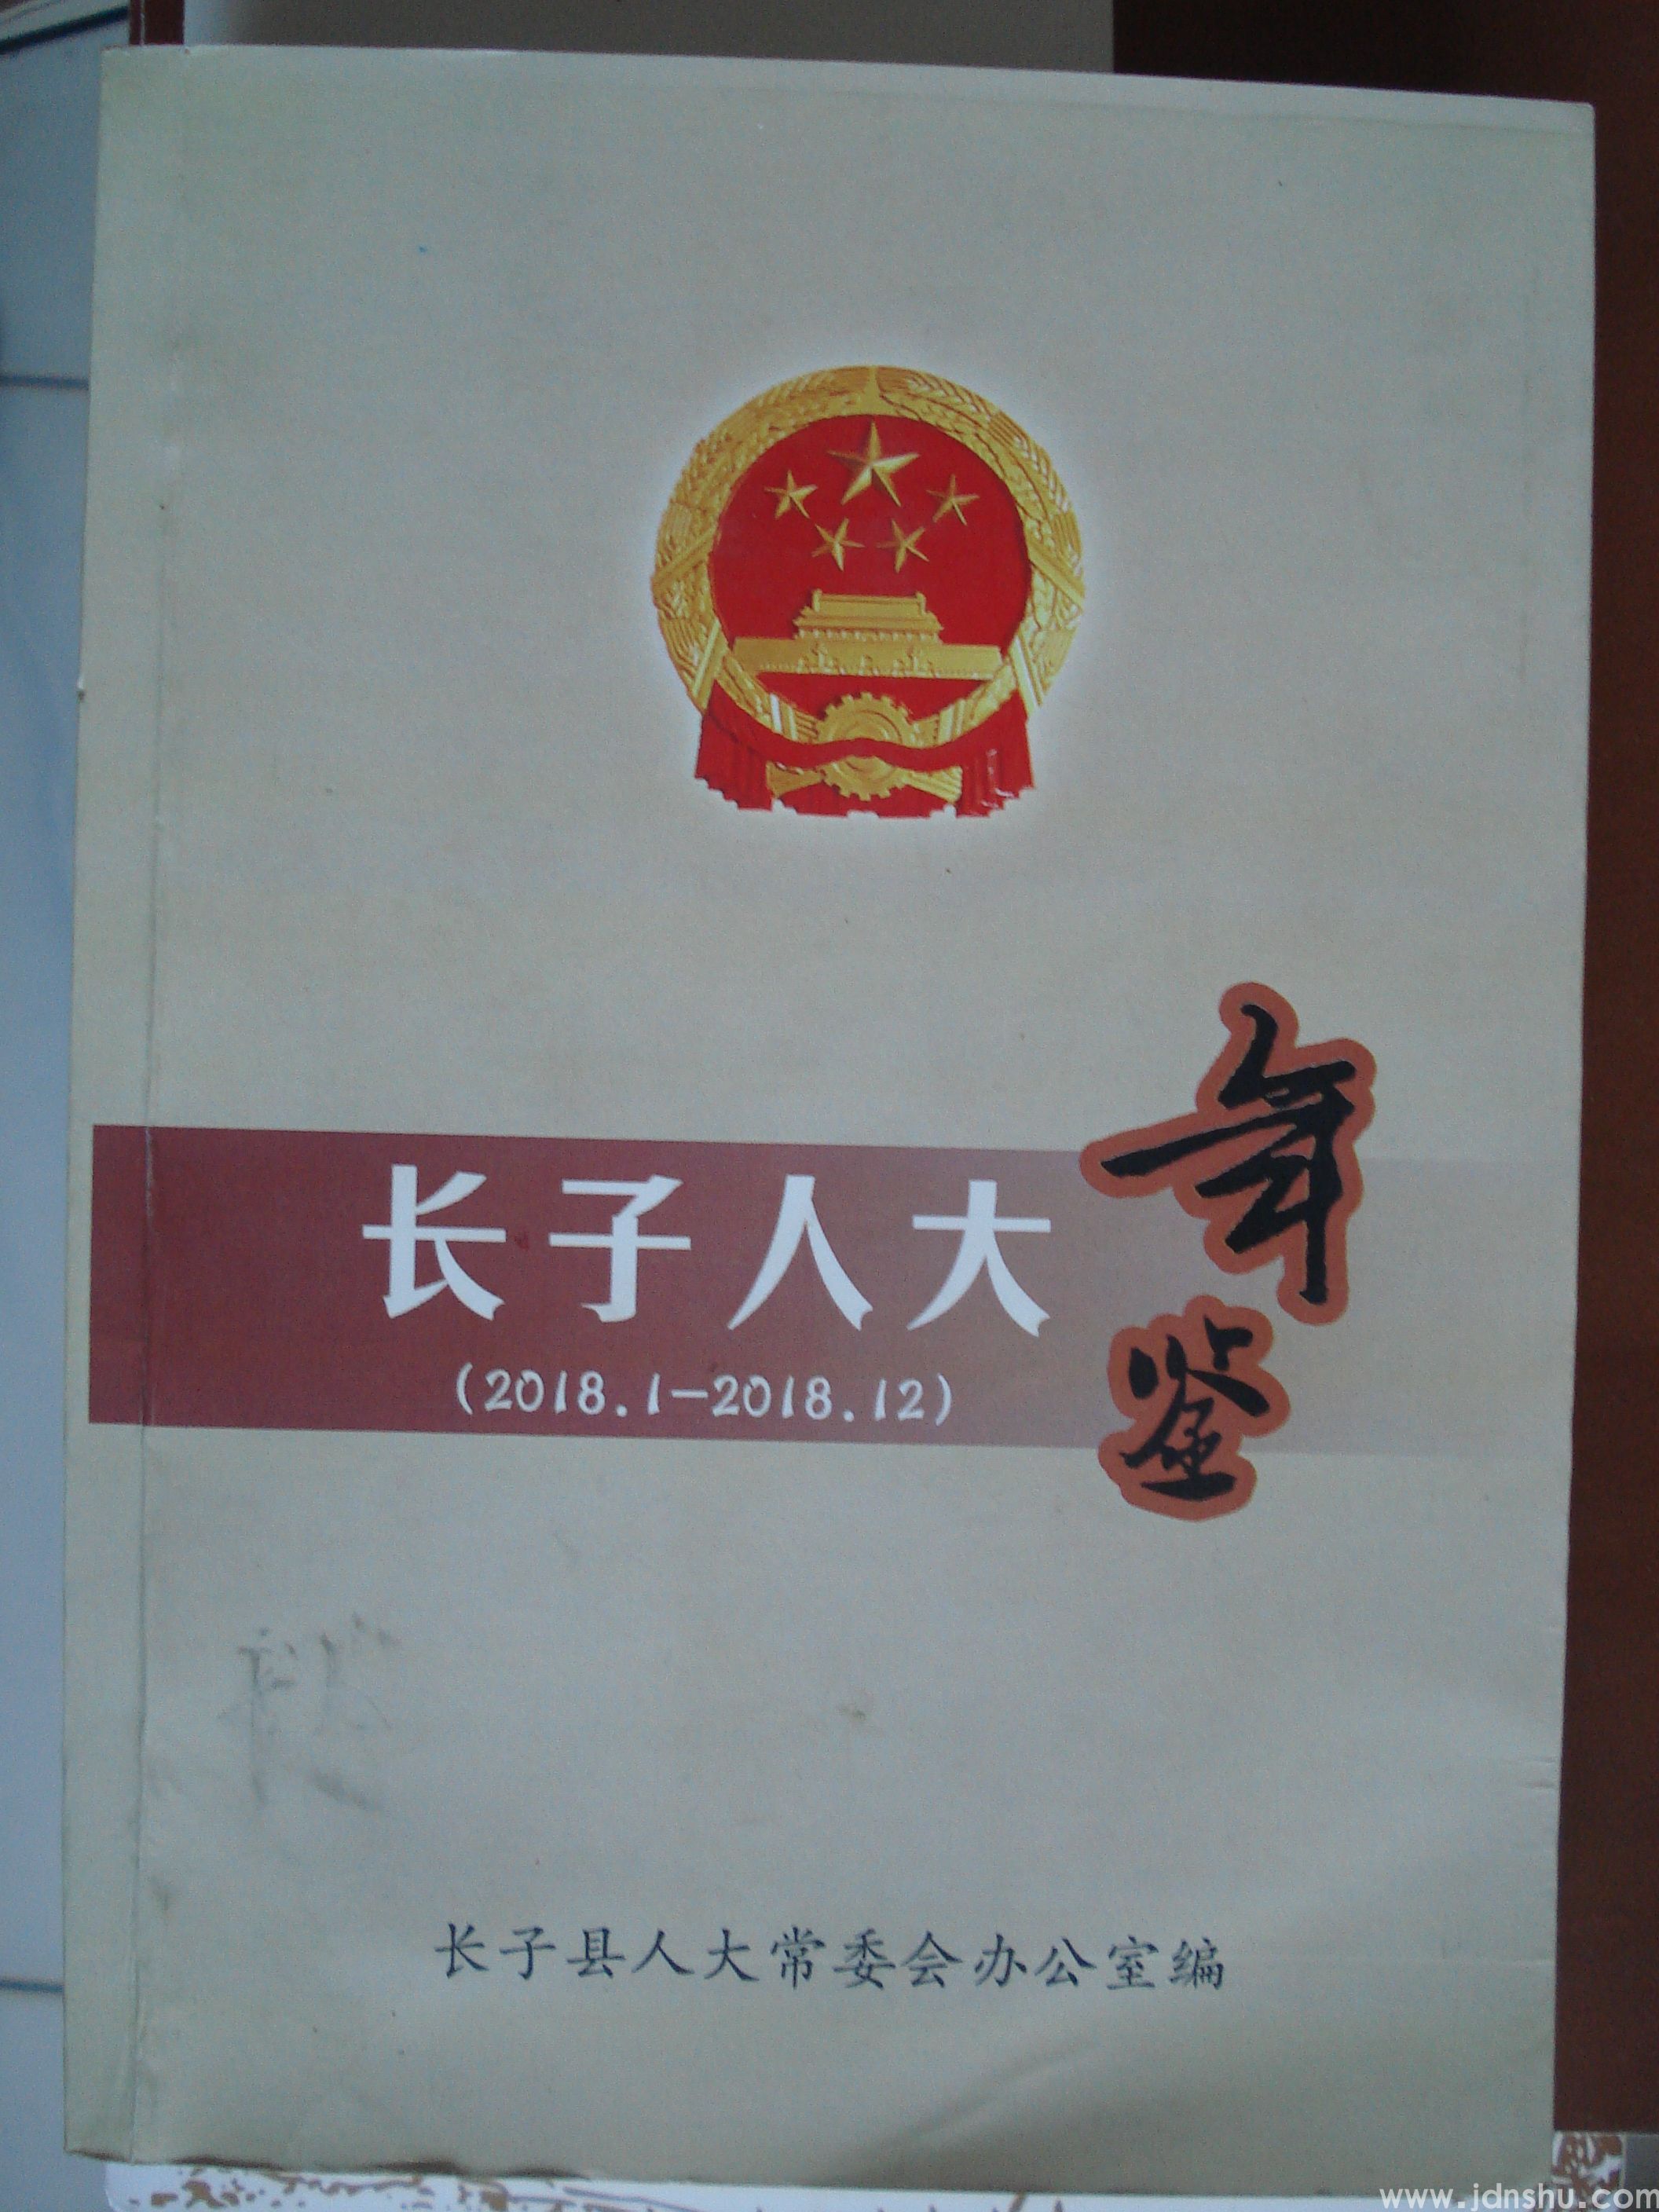 长子人大
年鉴
(2018.1-2018.12)
长子县人大常委会办公室编
www.jdnshu.com